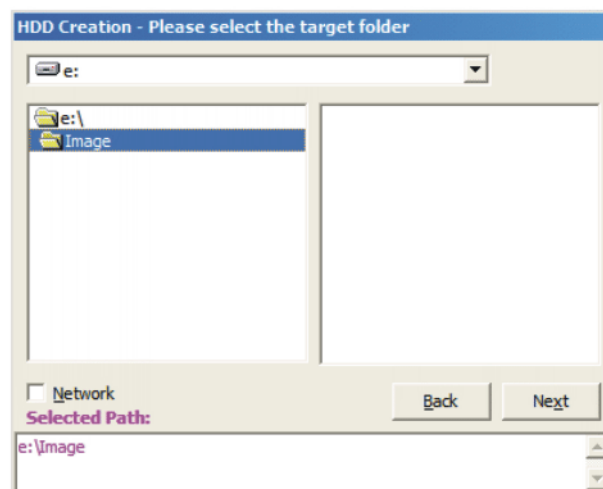 HDD Creation - Please select the target folder
e:
e:\
Image
Network
Back
Next
Selected Path:
e:\Image